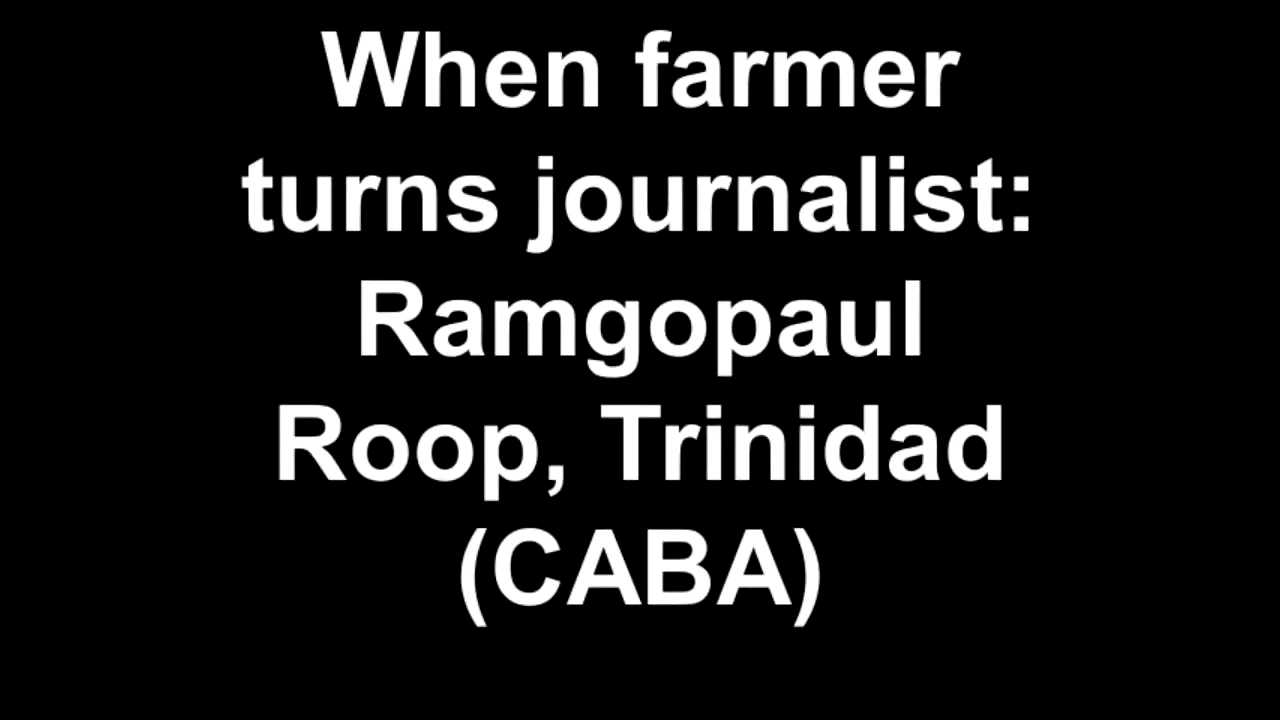 When farmer
turns journalist:
Ramgopaul
Roop, Trinidad
(CABA)